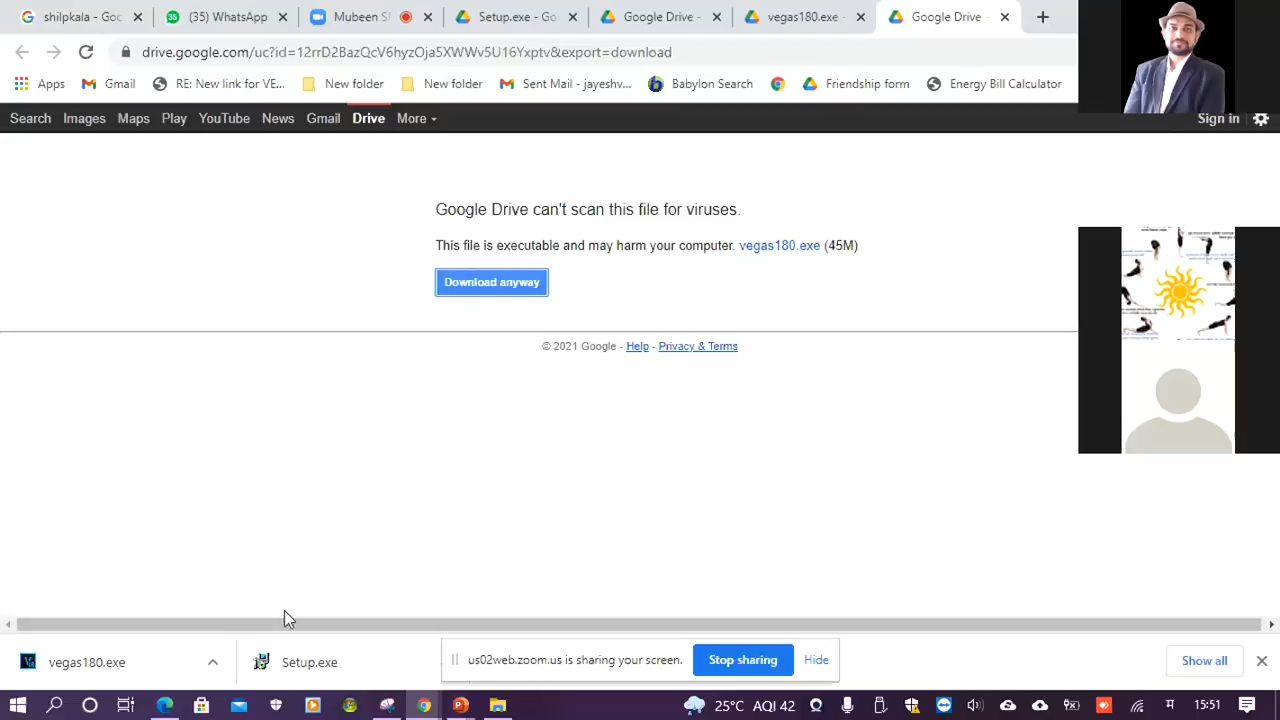 shilpkala - Goo
(35) WhatsApp
Mubeen S
setup.exe - Go
Google Drive -
vegas180.exe -
Google Drive -
drive.google.com/uc?id=12rrD2BazQcV6hyzOja5XWWySU16Yxptv&export=download
Apps
Gmail
RE: New link for VE...
New folder
New folder
Sent Mail - jayeshv...
Babylon Search
Friendship form
Energy Bill Calculator
Search Images Maps Play YouTube News Gmail Drive More
Sign in
Google Drive can't scan this file for viruses.
This file is executable and may harm your computer. vegas180.exe (45M)
Download anyway
© 2021 Google - Help - Privacy & Terms
vegas180.exe
Setup.exe
us02web.zoom.us is sharing your screen.
Stop sharing
Hide
Show all
25°C AQI 42
15:51